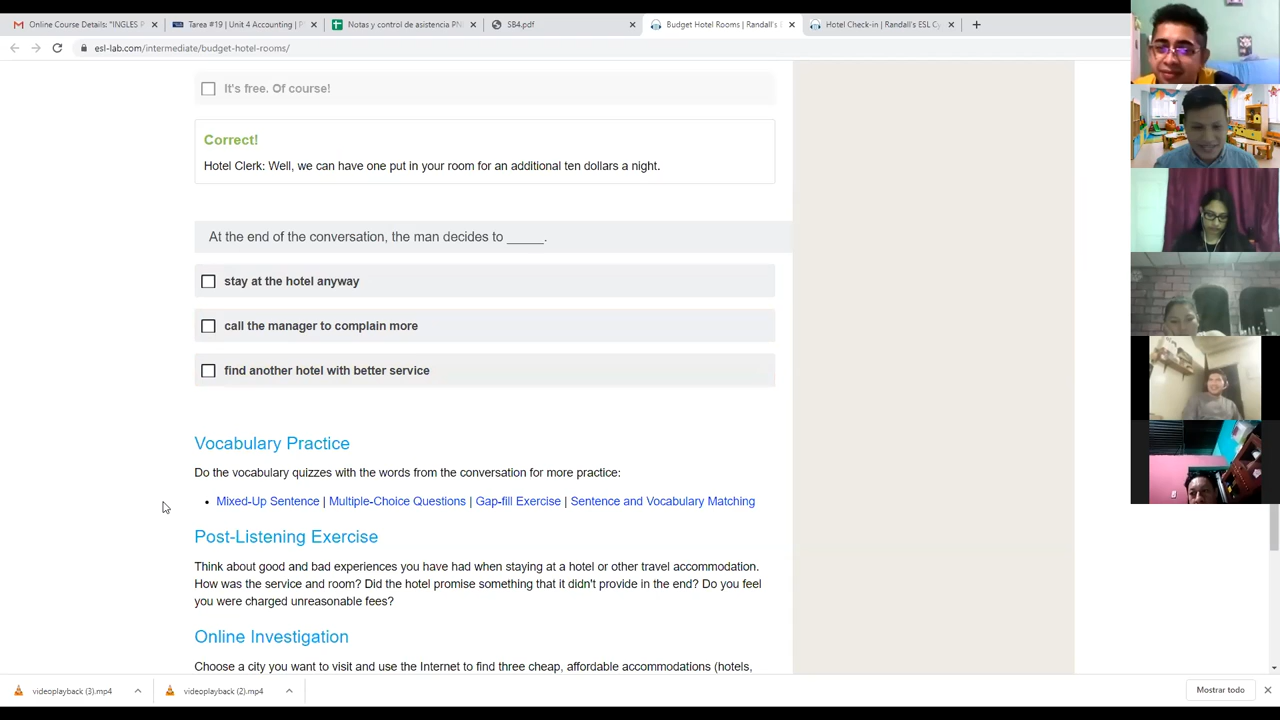 Online Course Details: "INGLES P
Tarea #19 | Unit 4 Accounting | P
Notas y control de asistencia PN
SB4.pdf
Budget Hotel Rooms | Randall's
Hotel Check-in | Randall's ESL Cy
esl-lab.com/intermediate/budget-hotel-rooms/
It's free. Of course!
Correct!
Hotel Clerk: Well, we can have one put in your room for an additional ten dollars a night.
At the end of the conversation, the man decides to _____.
stay at the hotel anyway
call the manager to complain more
find another hotel with better service
Vocabulary Practice
Do the vocabulary quizzes with the words from the conversation for more practice:
Mixed-Up Sentence | Multiple-Choice Questions | Gap-fill Exercise | Sentence and Vocabulary Matching
Post-Listening Exercise
Think about good and bad experiences you have had when staying at a hotel or other travel accommodation.
How was the service and room? Did the hotel promise something that it didn't provide in the end? Do you feel
you were charged unreasonable fees?
Online Investigation
Choose a city you want to visit and use the Internet to find three cheap, affordable accommodations (hotels,
videoplayback (3).mp4
videoplayback (2).mp4
Mostrar todo